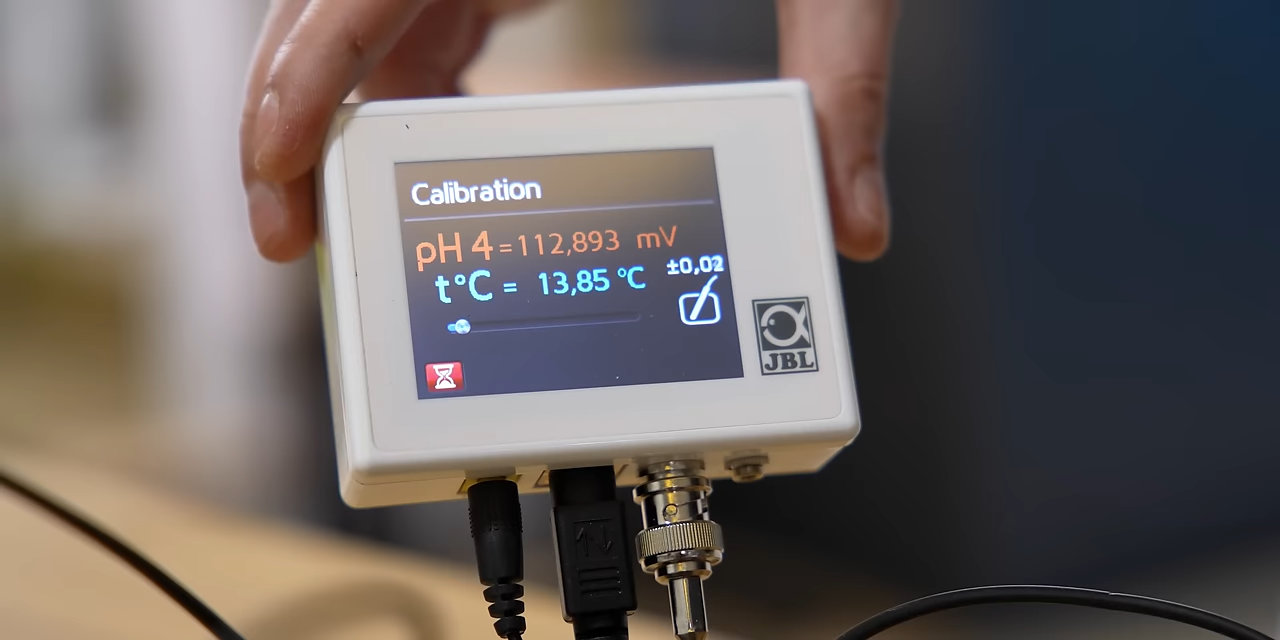 Calibration
pH 4 = 112,893 mV
t°C = 13,85 °C ±0,02
JBL